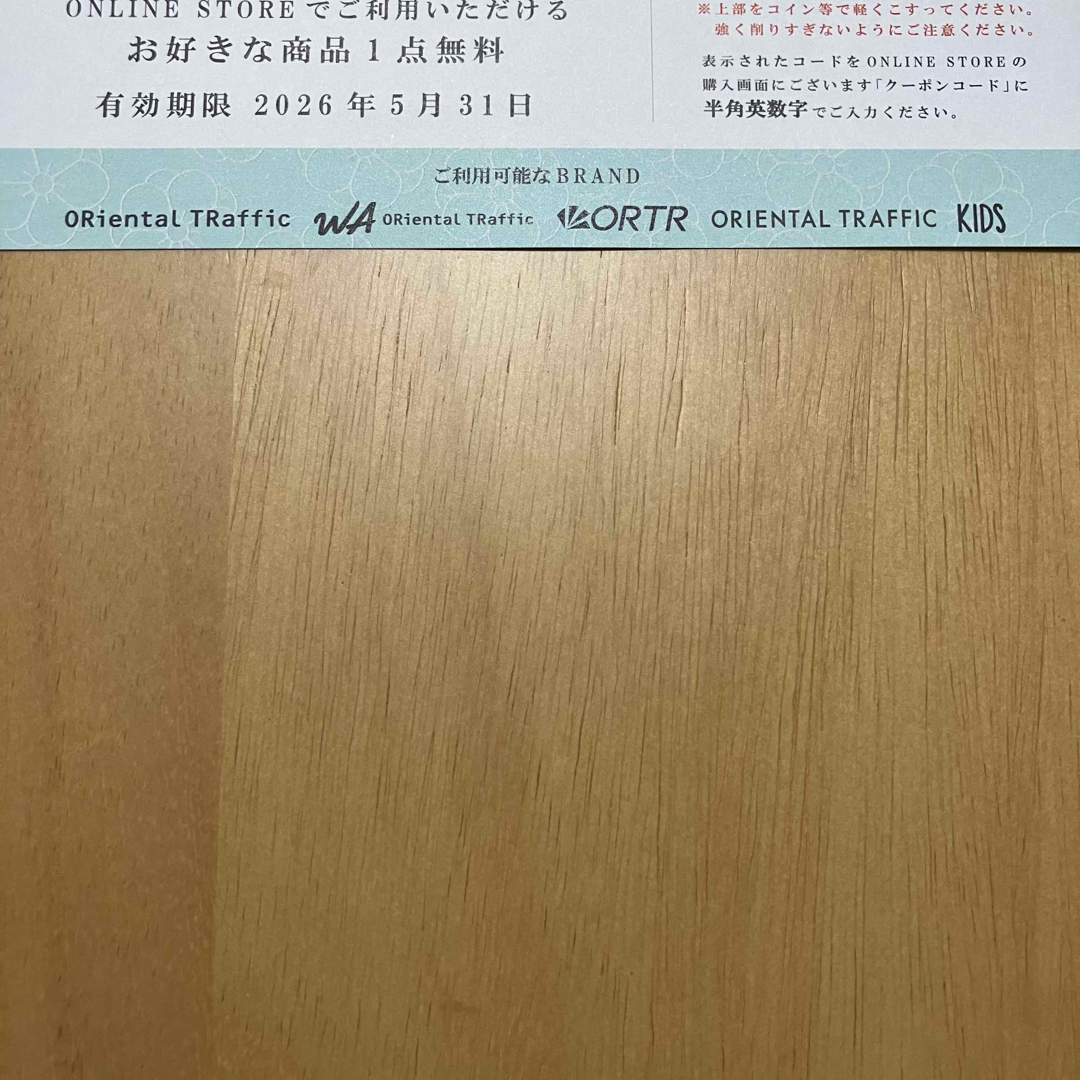 ONLINE STOREでご利用いただける
お好きな商品1点無料
有効期限 2026年5月31日
※上部をコイン等で軽くこすってください。
強く削りすぎないようにご注意ください。
表示されたコードをONLINE STOREの
購入画面にございます「クーポンコード」に
半角英数字でご入力ください。
ご利用可能なBRAND
ORiental TRaffic WA ORiental TRaffic ORTR ORIENTAL TRAFFIC KIDS